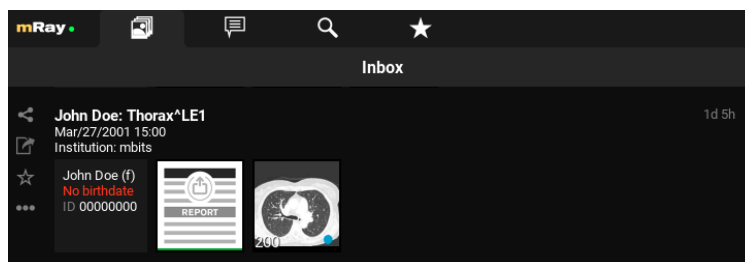 mRay
Inbox
John Doe: Thorax^LE1
1d 5h
Mar/27/2001 15:00
Institution: mbits
John Doe (f)
No birthdate
ID 00000000
REPORT
200